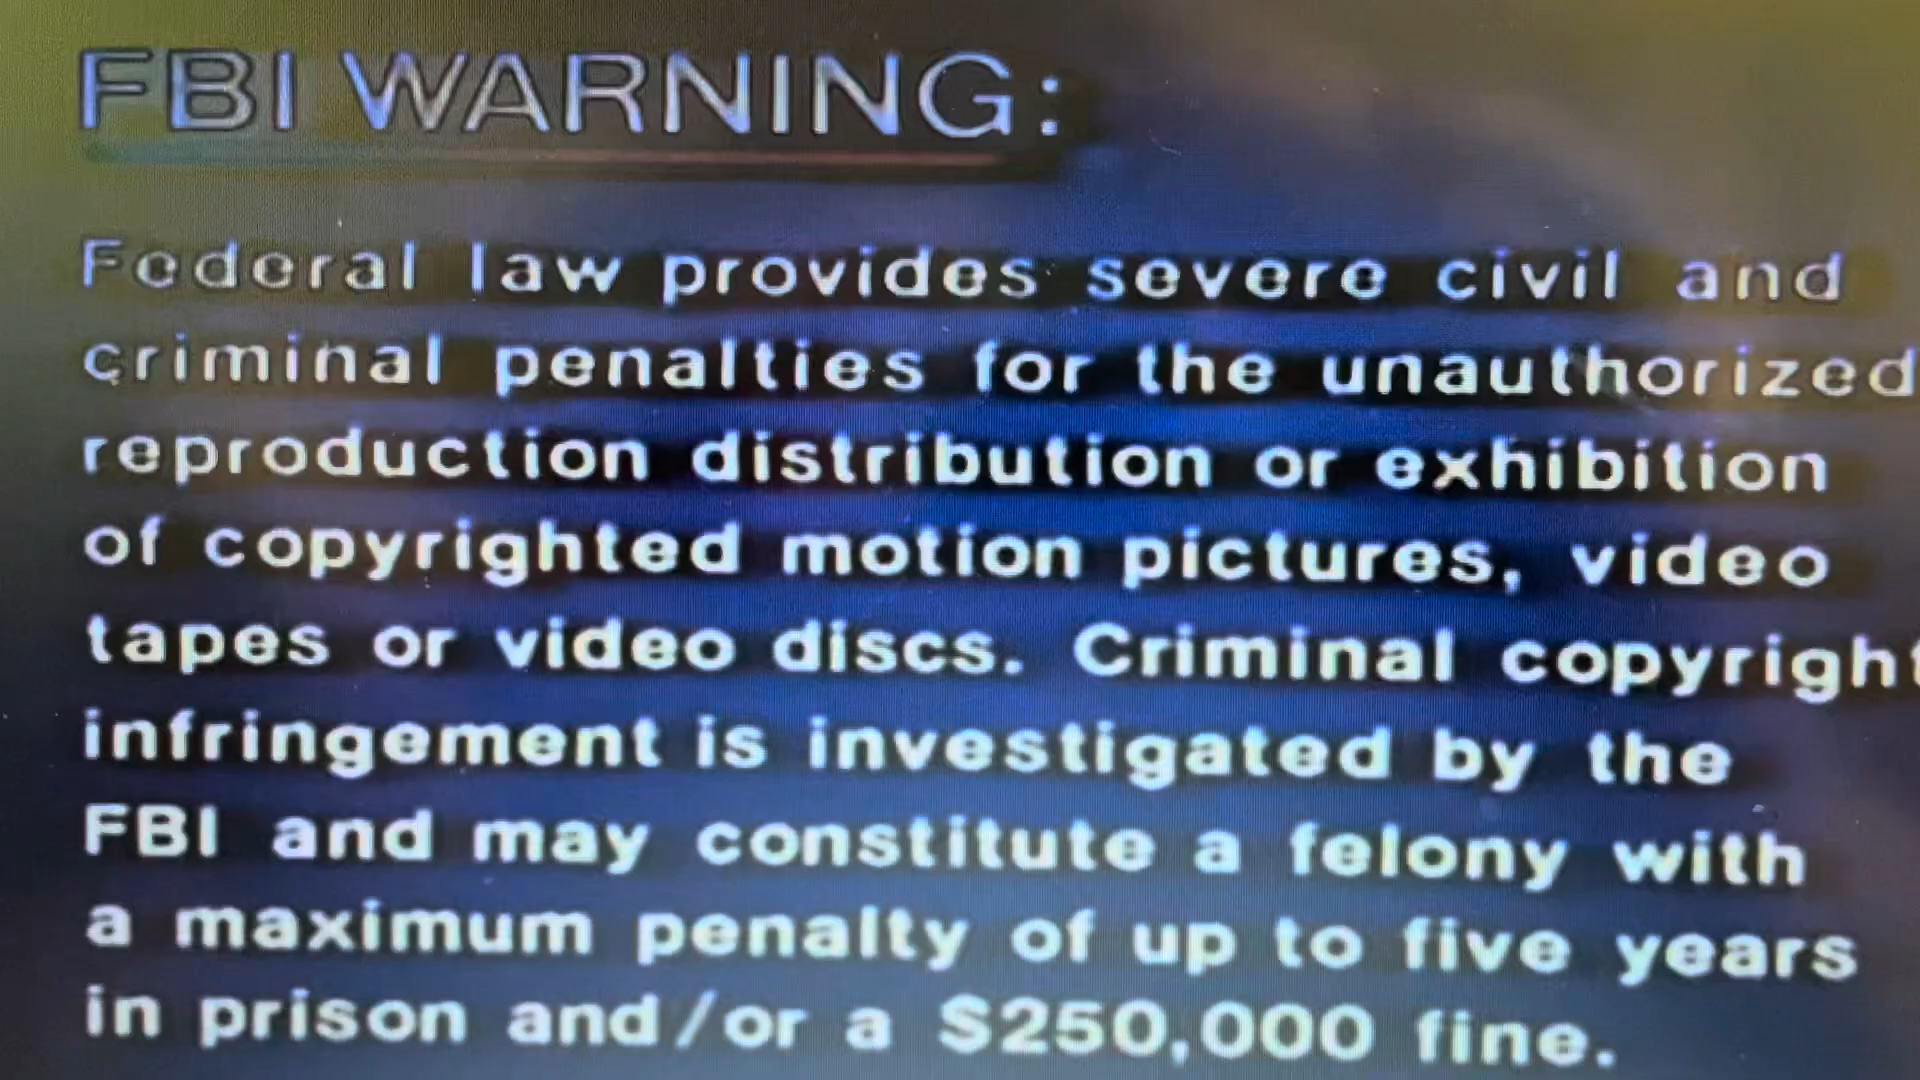 FBI WARNING:
Federal law provides severe civil and
criminal penalties for the unauthorized
reproduction distribution or exhibition
of copyrighted motion pictures, video
tapes or video discs. Criminal copyright
infringement is investigated by the
FBI and may constitute a felony with
a maximum penalty of up to five years
in prison and/or a $250,000 fine.